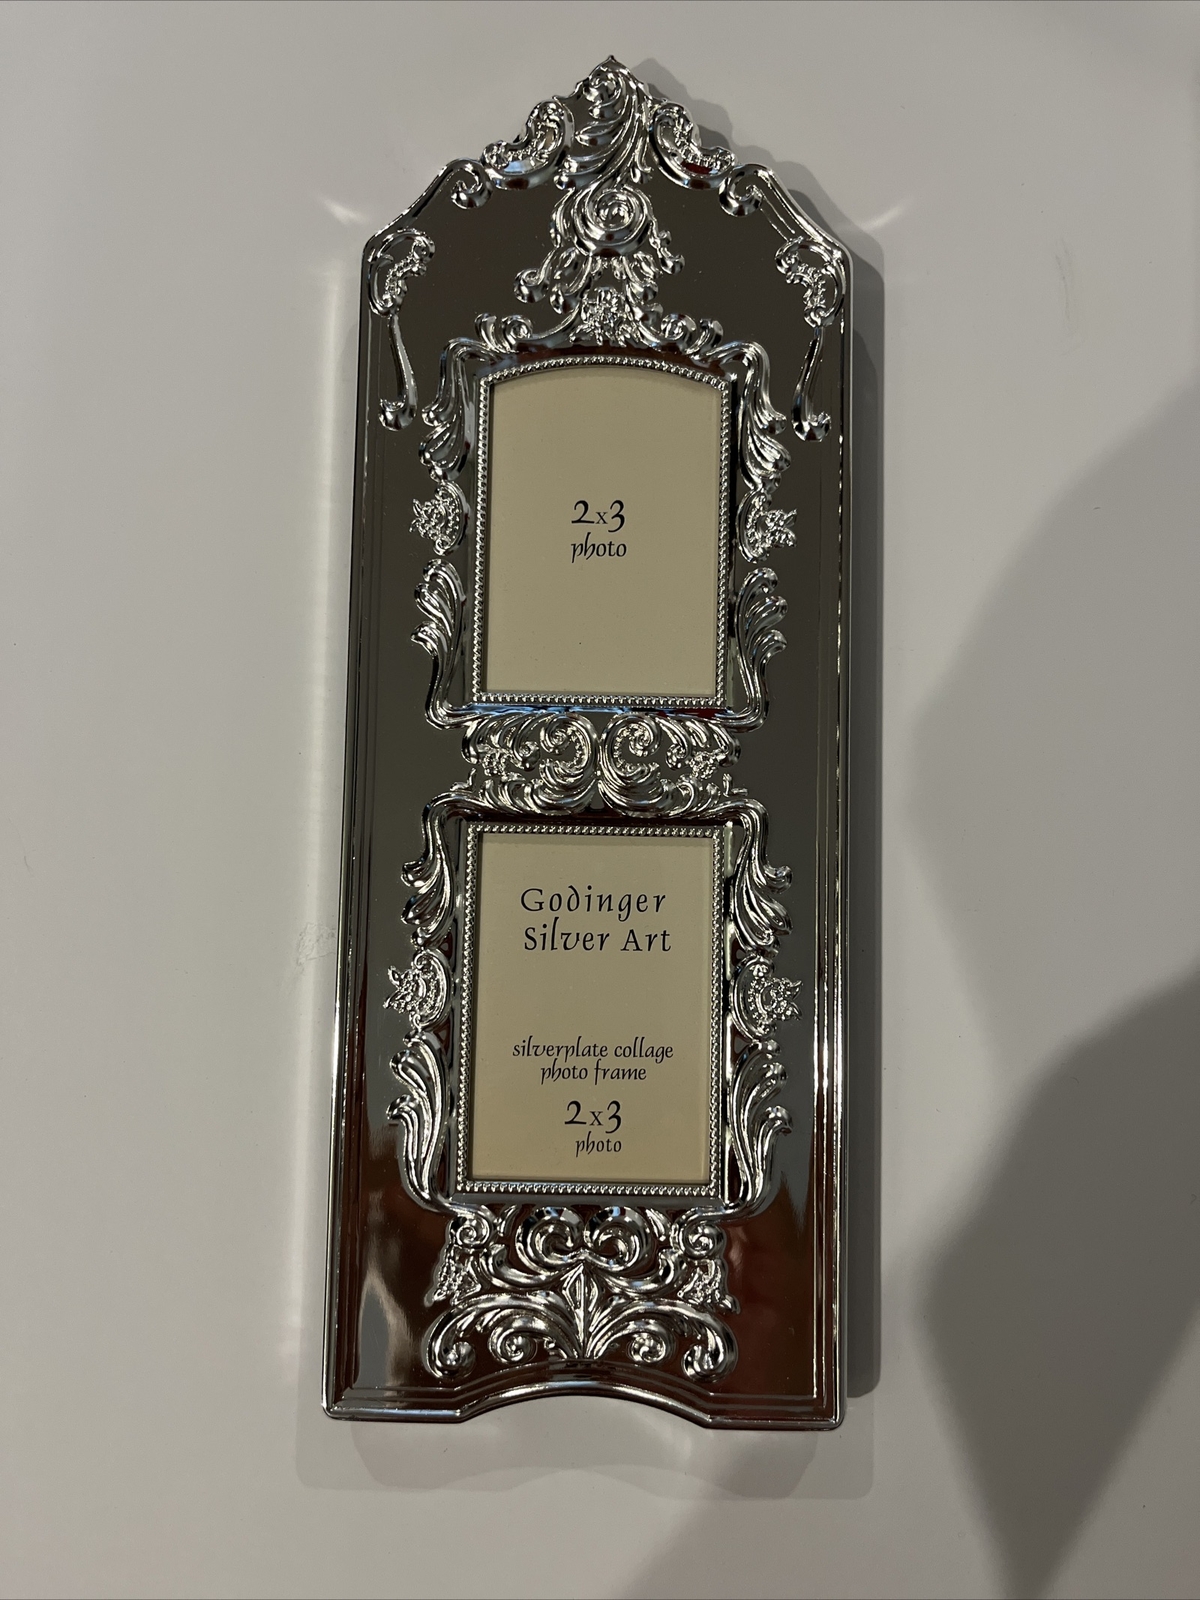 2x3
photo
Godinger
Silver Art
silverplate collage
photo frame
2x3
photo